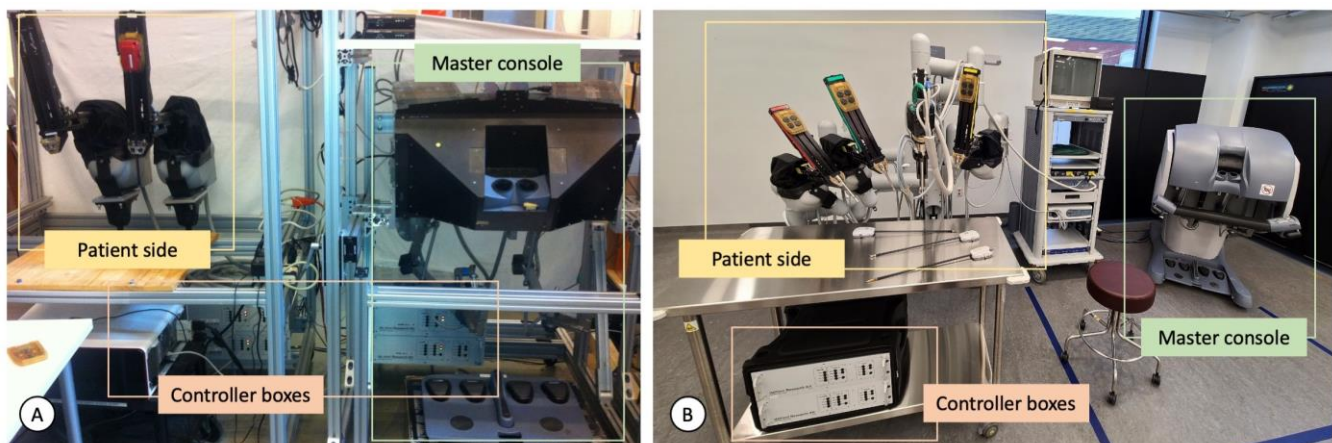 Master console
Patient side
Controller boxes
A
Patient side
Master console
Controller boxes
B